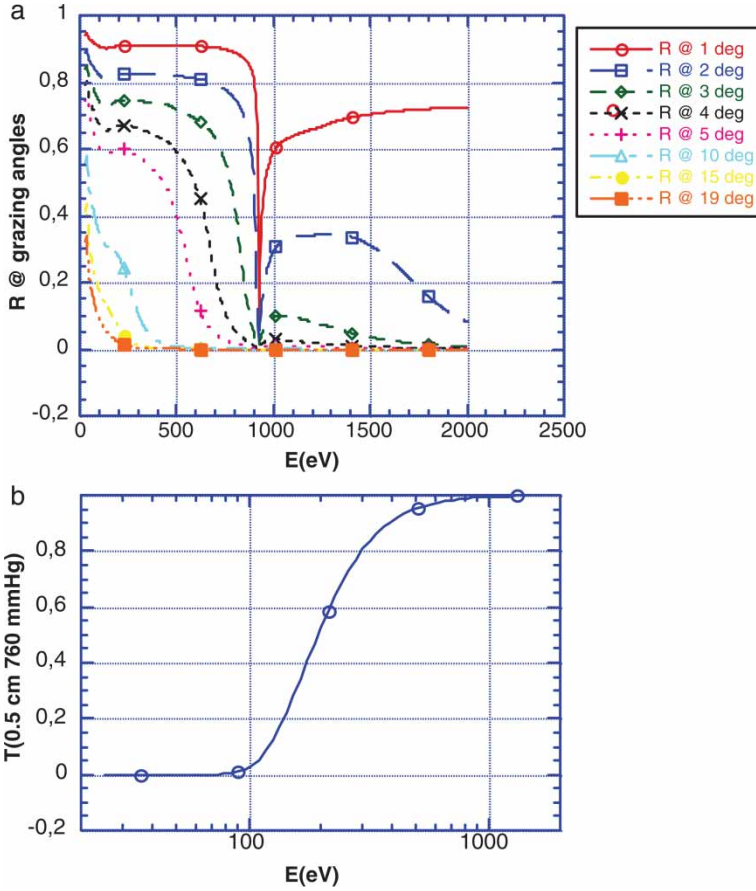 a
1
0,8
0,6
0,4
0,2
0
-0,2
R @ grazing angles
0
500
1000
1500
2000
2500
E(eV)
R @ 1 deg
R @ 2 deg
R @ 3 deg
R @ 4 deg
R @ 5 deg
R @ 10 deg
R @ 15 deg
R @ 19 deg
b
1
0,8
0,6
0,4
0,2
0
-0,2
T(0.5 cm 760 mmHg)
100
1000
E(eV)